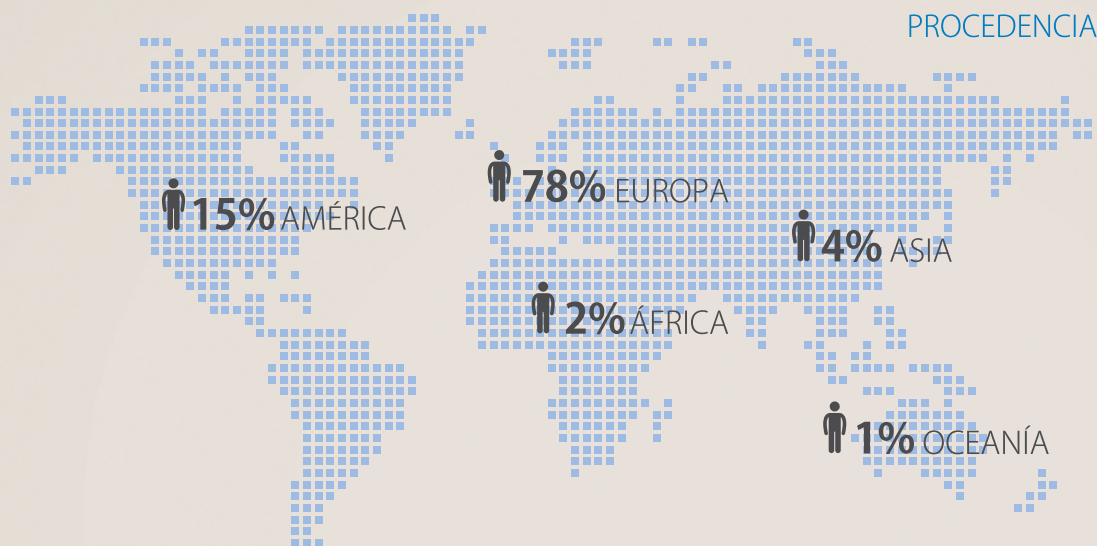 PROCEDENCIA
78% EUROPA
15% AMÉRICA
4% ASIA
2% ÁFRICA
1% OCEANÍA